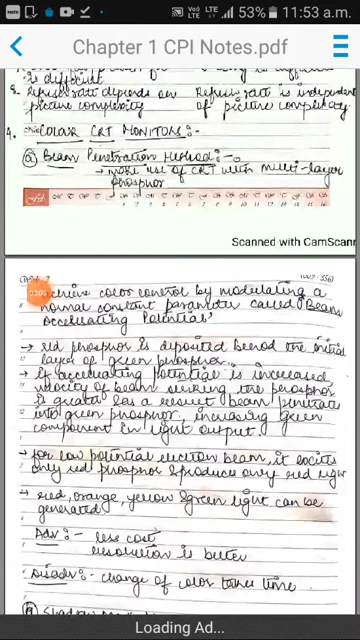 53% 11:53 a.m.
Chapter 1 CPI Notes.pdf
is difficult
3. Refresh rate depends on Refresh rate is independent
picture complexity of picture complexity
4. Color CRT Monitors:-
(a) Beam Penetration Method:-
→ make use of CRT with multi-layer
phosphor
Scanned with CamScan
color control by modulating a
normal constant parameter called 'Beam
Accelerating Potential'
→ red phosphor is deposited behind the initial
layer of green phosphor.
→ If accelerating potential is increased
velocity of beam striking the phosphor
is greater & as a result beam penetrate
into green phosphor, increasing green
component in light output.
→ for low potential electron beam, it excites
only red phosphor & produces only red light
→ red, orange, yellow & green light can be
generated
Adv:- less cost
resolution is better
Disadv:- change of color takes time
Loading Ad...